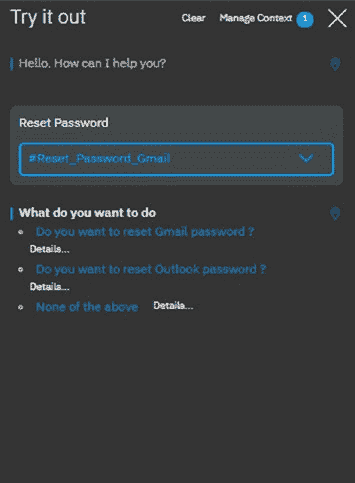 Try it out
Clear
Manage Context 1
Hello. How can I help you?
Reset Password
#Reset_Password_Gmail
What do you want to do
Do you want to reset Gmail password ?
Details...
Do you want to reset Outlook password ?
Details...
None of the above
Details...